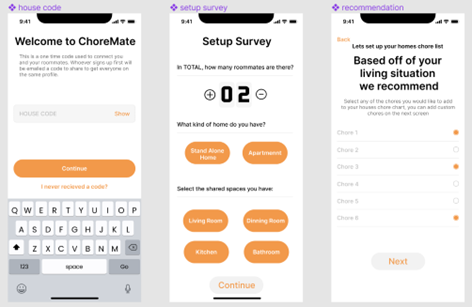 house code
9:41
Welcome to ChoreMate
This is a one time code used to connect you
and your roommates. Whoever signs up first will
be emailed a code to share to get everyone on
the same profile.
HOUSE CODE
Show
Continue
I never recieved a code?
Q W E R T Y U I O P
A S D F G H J K L
Z X C V B N M
123
space
Go
setup survey
9:41
Setup Survey
In TOTAL, how many roommates are there?
02
What kind of home do you have?
Stand Alone
Home
Apartment
Select the shared spaces you have:
Living Room
Dinning Room
Kitchen
Bathroom
Continue
recommendation
9:41
Back
Lets set up your homes chore list
Based off of your
living situation
we recommend
Select any of the chores you would like to add
to your houses chore chart, you can add custom
chores on the next screen
Chore 1
Chore 2
Chore 3
Chore 4
Chore 5
Chore 6
Next